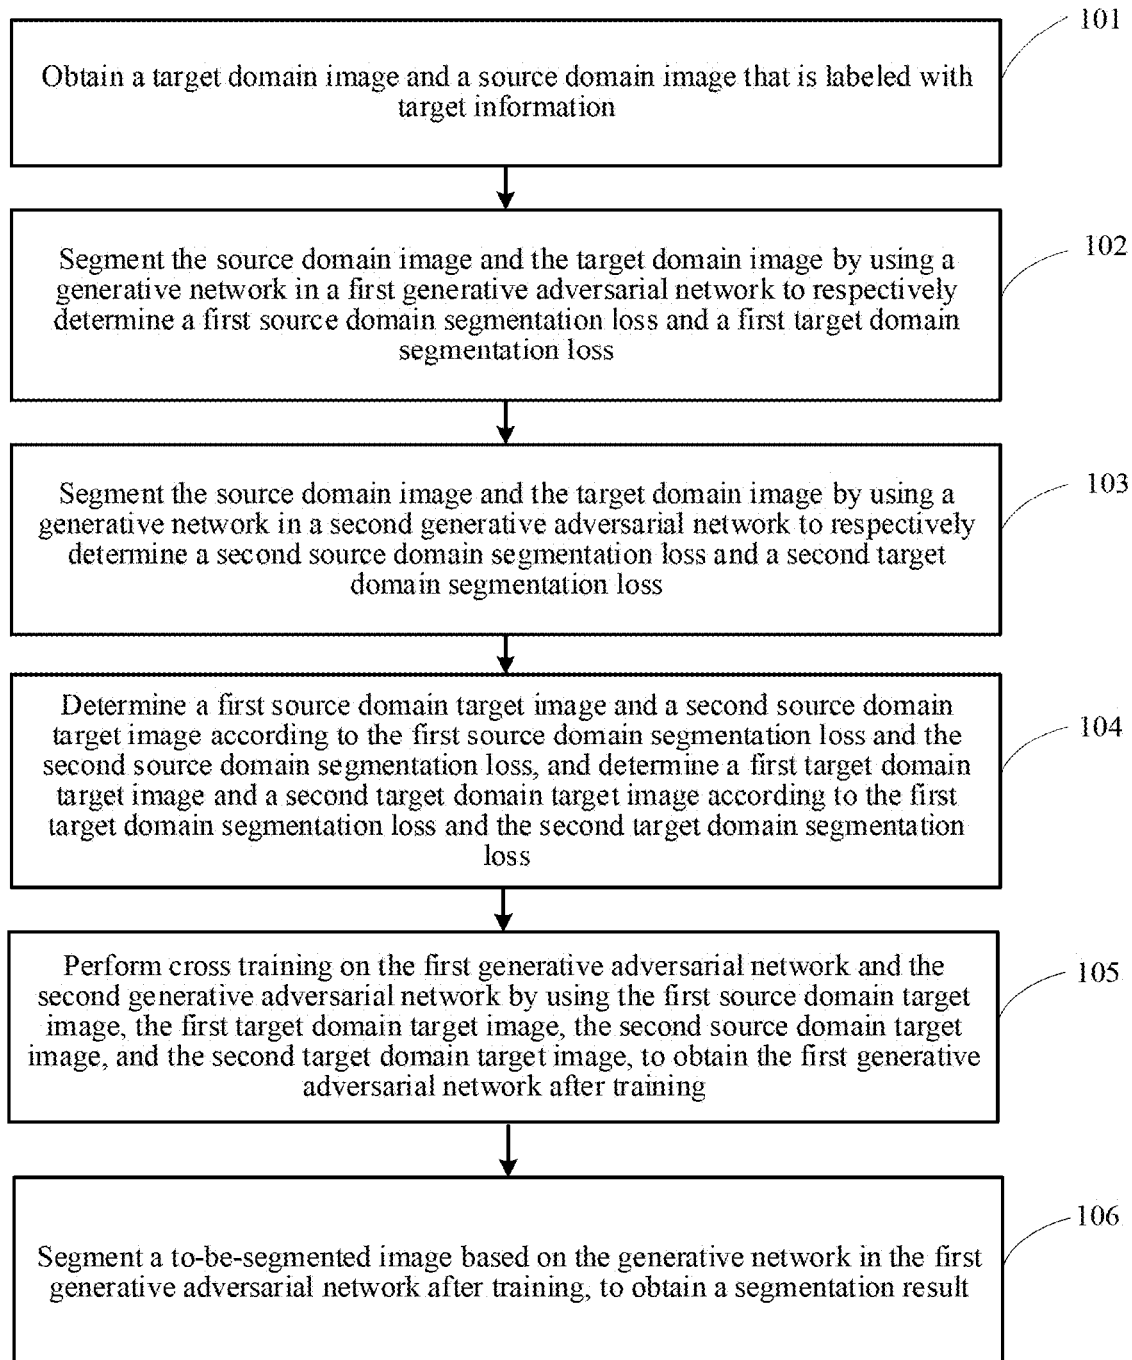 101
Obtain a target domain image and a source domain image that is labeled with
target information
102
Segment the source domain image and the target domain image by using a
generative network in a first generative adversarial network to respectively
determine a first source domain segmentation loss and a first target domain
segmentation loss
103
Segment the source domain image and the target domain image by using a
generative network in a second generative adversarial network to respectively
determine a second source domain segmentation loss and a second target
domain segmentation loss
104
Determine a first source domain target image and a second source domain
target image according to the first source domain segmentation loss and the
second source domain segmentation loss, and determine a first target domain
target image and a second target domain target image according to the first
target domain segmentation loss and the second target domain segmentation
loss
105
Perform cross training on the first generative adversarial network and the
second generative adversarial network by using the first source domain target
image, the first target domain target image, the second source domain target
image, and the second target domain target image, to obtain the first generative
adversarial network after training
106
Segment a to-be-segmented image based on the generative network in the first
generative adversarial network after training, to obtain a segmentation result